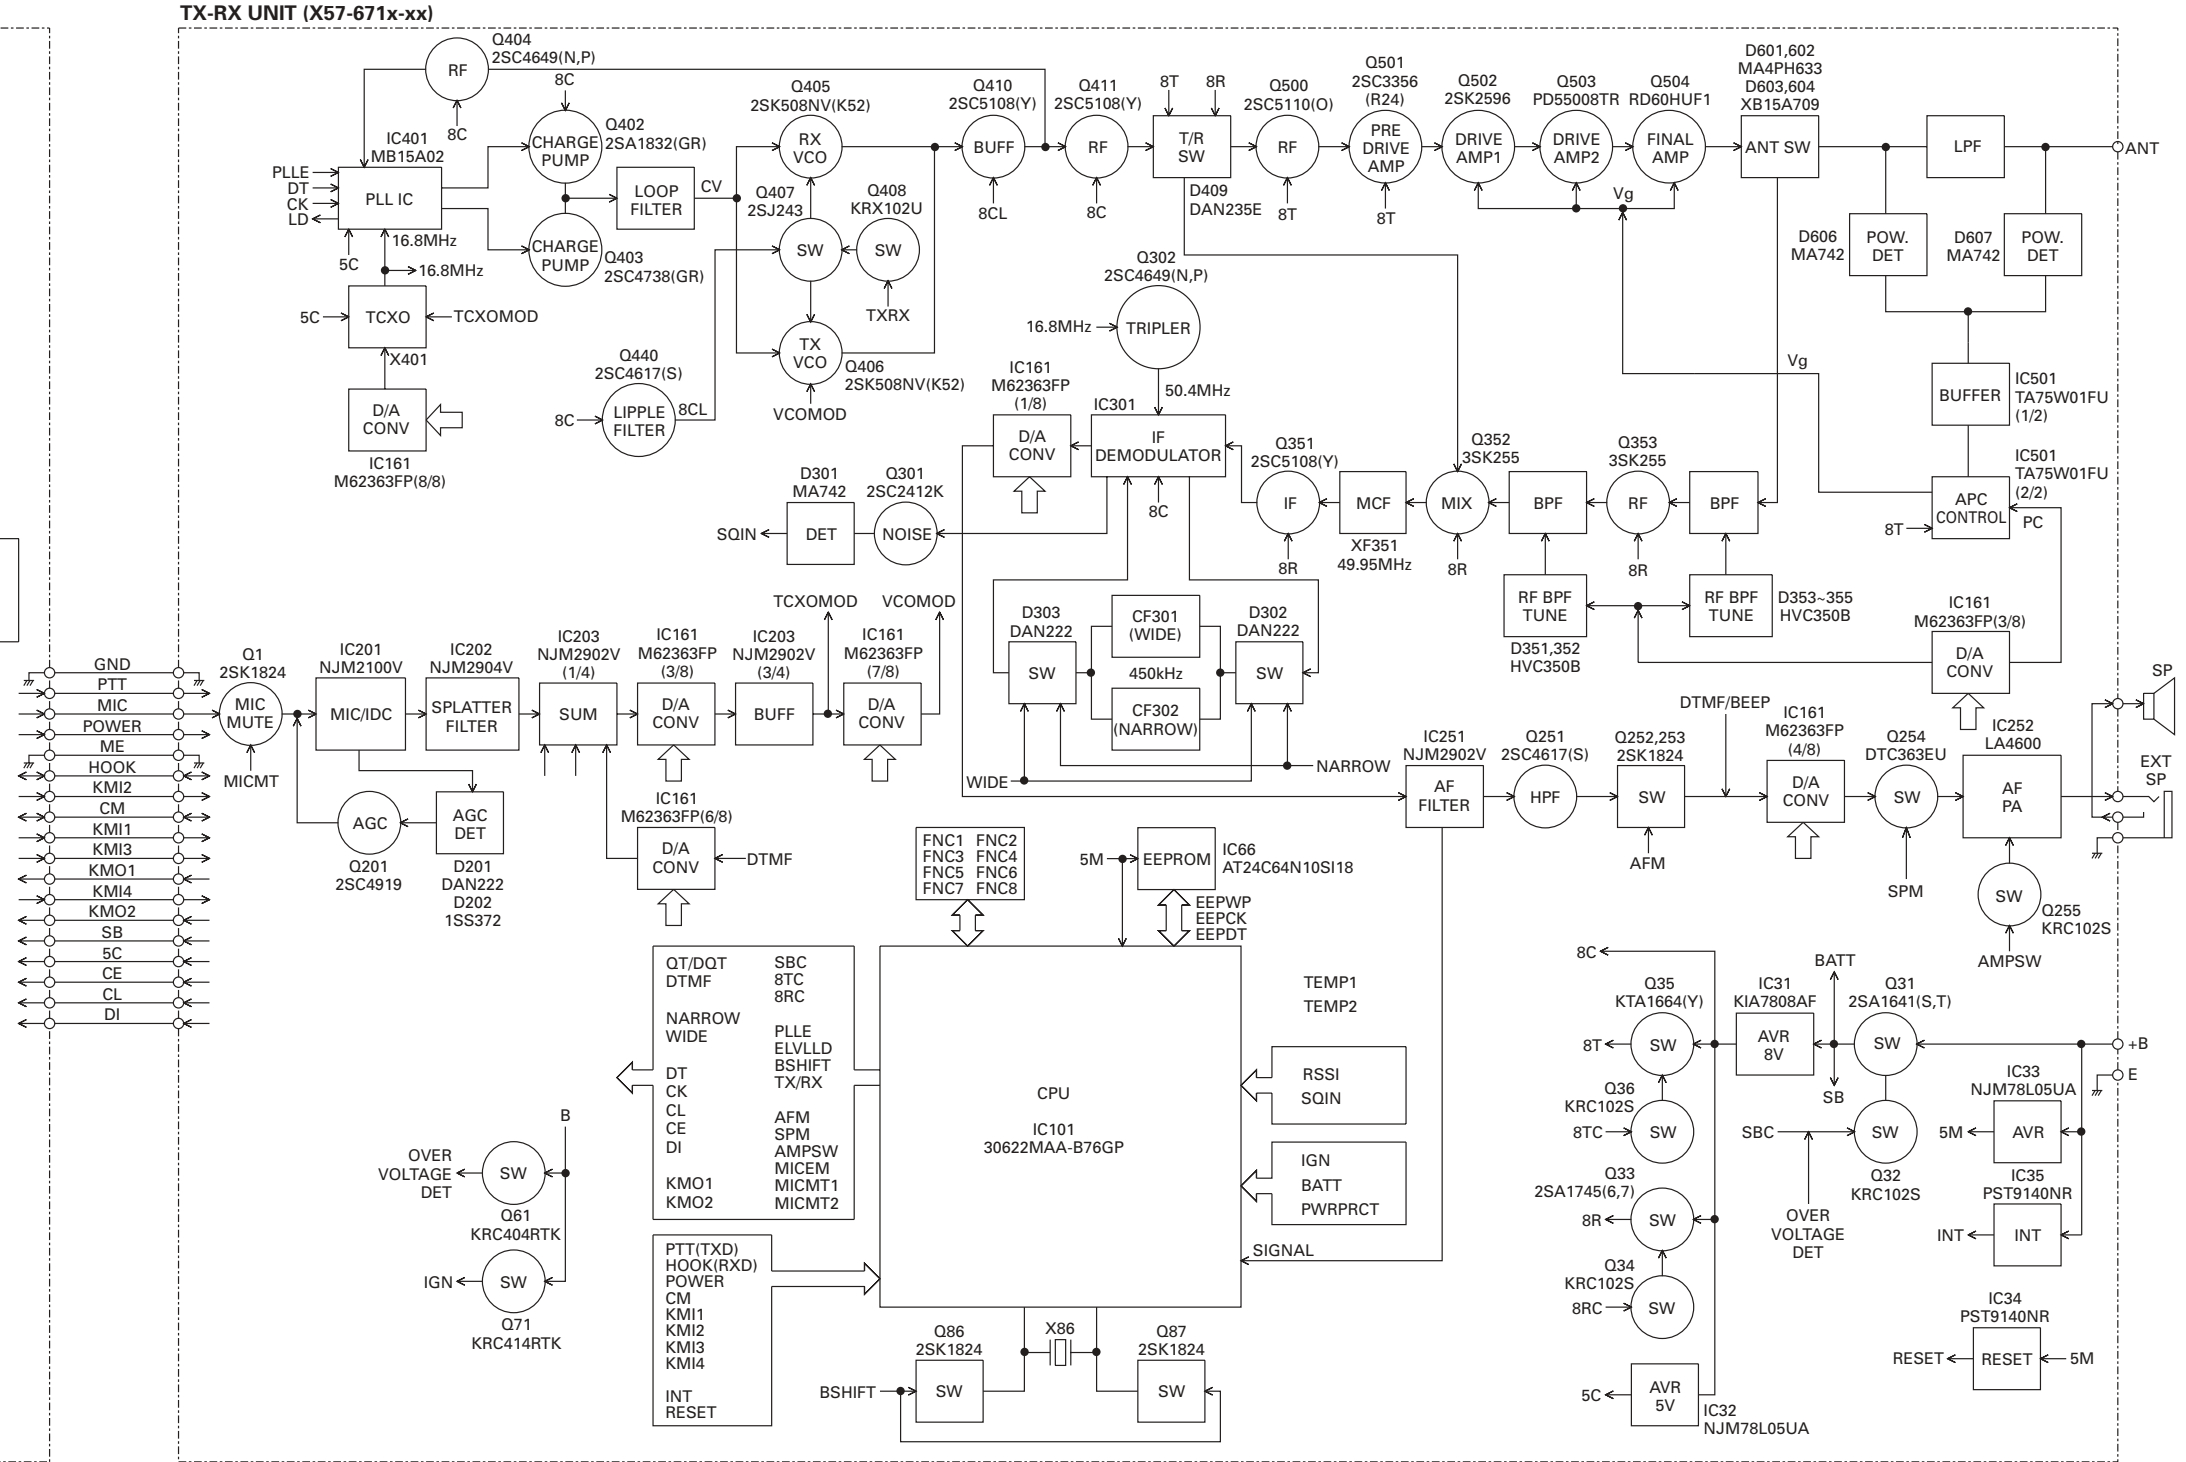 TX-RX UNIT (X57-671x-xx)
Q404
2SC4649(N,P)
RF
8C
8C
IC401
MB15A02
PLLE
DT
CK
LD
PLL IC
5C
16.8MHz
16.8MHz
5C
TCXO
TCXOMOD
X401
D/A
CONV
IC161
M62363FP(8/8)
CHARGE
PUMP
Q402
2SA1832(GR)
CHARGE
PUMP
Q403
2SC4738(GR)
LOOP
FILTER
CV
Q405
2SK508NV(K52)
RX
VCO
Q407
2SJ243
SW
Q408
KRX102U
SW
TXRX
TX
VCO
Q406
2SK508NV(K52)
VCOMOD
Q440
2SC4617(S)
8C
LIPPLE
FILTER
8CL
Q410
2SC5108(Y)
BUFF
8CL
Q411
2SC5108(Y)
RF
8C
8T
8R
T/R
SW
D409
DAN235E
Q500
2SC5110(O)
RF
8T
Q501
2SC3356
(R24)
PRE
DRIVE
AMP
8T
Q502
2SK2596
DRIVE
AMP1
Q503
PD55008TR
DRIVE
AMP2
Q504
RD60HUF1
FINAL
AMP
Vg
D601,602
MA4PH633
D603,604
XB15A709
ANT SW
LPF
ANT
D606
MA742
POW.
DET
D607
MA742
POW.
DET
Vg
BUFFER
IC501
TA75W01FU
(1/2)
IC501
TA75W01FU
(2/2)
APC
CONTROL
8T
PC
Q302
2SC4649(N,P)
16.8MHz
TRIPLER
50.4MHz
IC161
M62363FP
(1/8)
D/A
CONV
IC301
IF
DEMODULATOR
8C
Q351
2SC5108(Y)
IF
8R
MCF
XF351
49.95MHz
Q352
3SK255
MIX
8R
BPF
Q353
3SK255
RF
8R
BPF
RF BPF
TUNE
D351,352
HVC350B
RF BPF
TUNE
D353~355
HVC350B
IC161
M62363FP(3/8)
D/A
CONV
D301
MA742
SQIN
DET
Q301
2SC2412K
NOISE
D303
DAN222
SW
CF301
(WIDE)
450kHz
CF302
(NARROW)
D302
DAN222
SW
WIDE
NARROW
GND
PTT
MIC
POWER
ME
HOOK
KMI2
CM
KMI1
KMI3
KMO1
KMI4
KMO2
SB
5C
CE
CL
DI
Q1
2SK1824
MIC
MUTE
MICMT
IC201
NJM2100V
MIC/IDC
IC202
NJM2904V
SPLATTER
FILTER
IC203
NJM2902V
(1/4)
SUM
IC161
M62363FP
(3/8)
D/A
CONV
IC203
NJM2902V
(3/4)
BUFF
TCXOMOD
IC161
M62363FP
(7/8)
D/A
CONV
VCOMOD
AGC
Q201
2SC4919
AGC
DET
D201
DAN222
D202
1SS372
IC161
M62363FP(6/8)
D/A
CONV
DTMF
IC251
NJM2902V
AF
FILTER
Q251
2SC4617(S)
HPF
Q252,253
2SK1824
SW
AFM
DTMF/BEEP
IC161
M62363FP
(4/8)
D/A
CONV
Q254
DTC363EU
SW
SPM
IC252
LA4600
AF
PA
SW
Q255
KRC102S
AMPSW
SP
EXT
SP
FNC1 FNC2
FNC3 FNC4
FNC5 FNC6
FNC7 FNC8
5M
EEPROM
IC66
AT24C64N10SI18
EEPWP
EEPCK
EEPDT
QT/DQT
DTMF
NARROW
WIDE
DT
CK
CL
CE
DI
KMO1
KMO2
SBC
8TC
8RC
PLLE
ELVLLD
BSHIFT
TX/RX
AFM
SPM
AMPSW
MICEM
MICMT1
MICMT2
CPU
IC101
30622MAA-B76GP
TEMP1
TEMP2
RSSI
SQIN
IGN
BATT
PWRPRCT
SIGNAL
PTT(TXD)
HOOK(RXD)
POWER
CM
KMI1
KMI2
KMI3
KMI4
INT
RESET
B
OVER
VOLTAGE
DET
SW
Q61
KRC404RTK
IGN
SW
Q71
KRC414RTK
BSHIFT
Q86
2SK1824
SW
X86
Q87
2SK1824
SW
8C
Q35
KTA1664(Y)
8T
SW
Q36
KRC102S
8TC
SW
Q33
2SA1745(6,7)
8R
SW
Q34
KRC102S
8RC
SW
5C
AVR
5V
IC32
NJM78L05UA
IC31
KIA7808AF
AVR
8V
BATT
SB
Q31
2SA1641(S,T)
SW
SBC
SW
Q32
KRC102S
OVER
VOLTAGE
DET
+B
E
IC33
NJM78L05UA
5M
AVR
IC35
PST9140NR
INT
INT
IC34
PST9140NR
RESET
RESET
5M